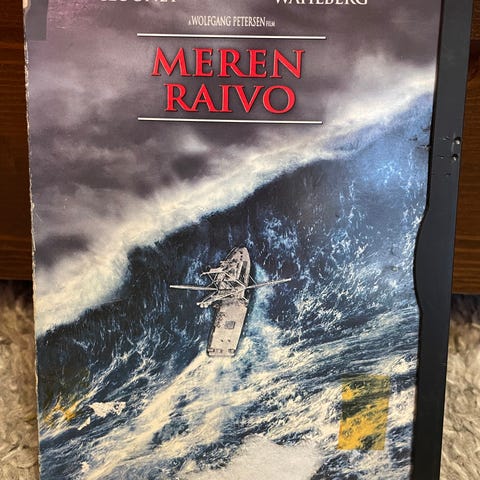 A WOLFGANG PETERSEN FILM
MEREN
RAIVO